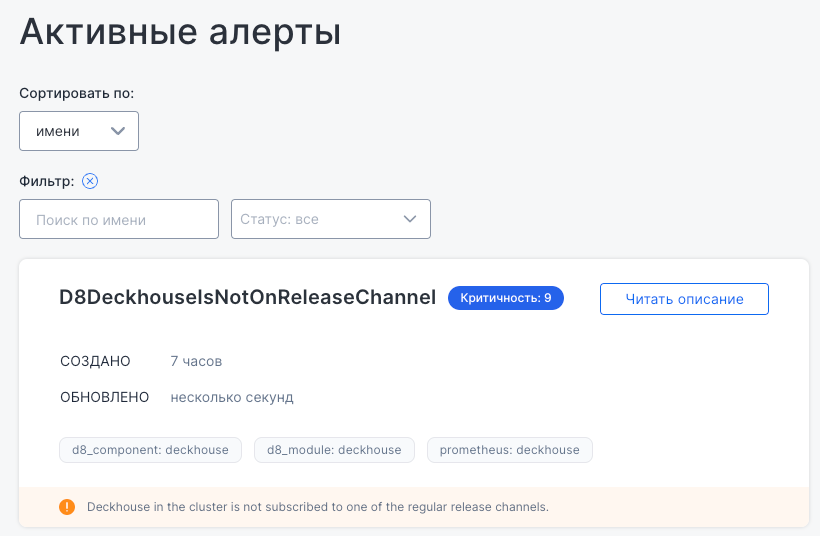 Активные алерты
Сортировать по:
имени
Фильтр:
Поиск по имени
Статус: все
D8DeckhouseIsNotOnReleaseChannel
Критичность: 9
Читать описание
СОЗДАНО 7 часов
ОБНОВЛЕНО несколько секунд
d8_component: deckhouse
d8_module: deckhouse
prometheus: deckhouse
Deckhouse in the cluster is not subscribed to one of the regular release channels.